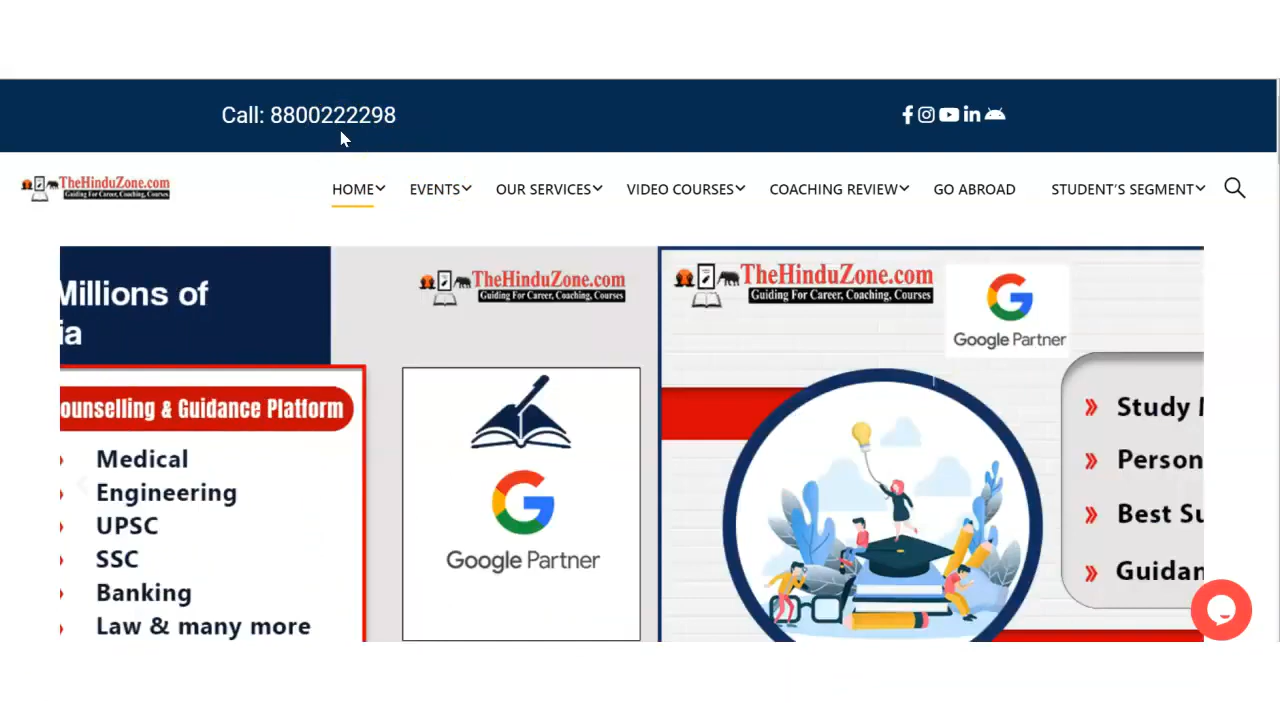 Call: 8800222298
TheHinduZone.com
Guiding For Career, Coaching, Courses
HOME EVENTS OUR SERVICES VIDEO COURSES COACHING REVIEW GO ABROAD STUDENT'S SEGMENT
Millions of
ia
ounselling & Guidance Platform
Medical
Engineering
UPSC
SSC
Banking
Law & many more
TheHinduZone.com
Guiding For Career, Coaching, Courses
Google Partner
TheHinduZone.com
Guiding For Career, Coaching, Courses
Google Partner
Study
Person
Best Su
Guidan